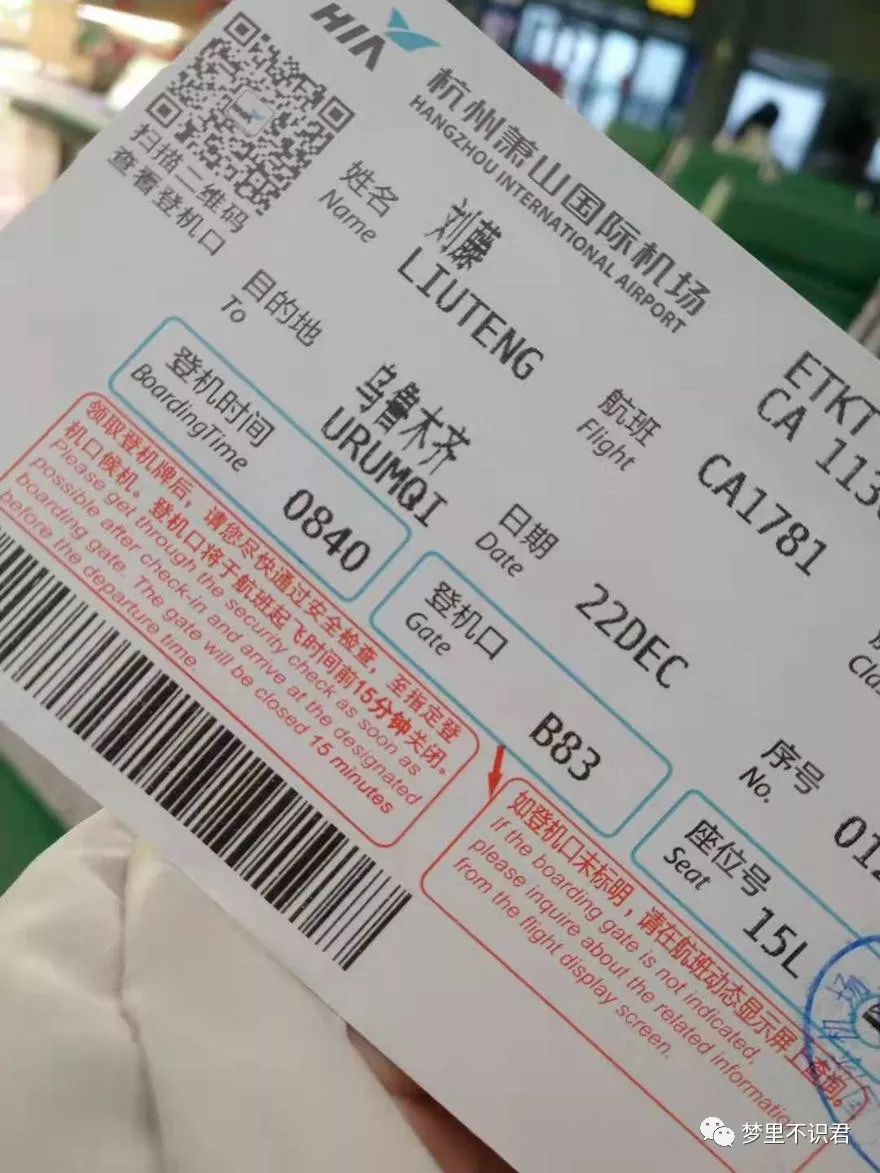 HIA
杭州萧山国际机场
HANGZHOU INTERNATIONAL AIRPORT
扫描二维码
查看登机口
姓名 刘藤
Name LIUTENG
目的地 乌鲁木齐
To URUMQI
航班
Flight CA1781
ETKT
CA 113
日期
Date 22DEC
登机时间
BoardingTime 0840
登机口
Gate B83
序号
No. 01
座位号
Seat 15L
领取登机牌后，请您尽快通过安全检查，至指定登
机口候机。登机口将于航班起飞时间前15分钟关闭。
Please get through the security check as soon as
possible after check-in and arrive at the designated
boarding gate. The gate will be closed 15 minutes
before the departure time.
如登机口未标明，请在航班动态显示屏上查询。
If the boarding gate is not indicated,
please inquire about the related information
from the flight display screen.
机场
梦里不识君